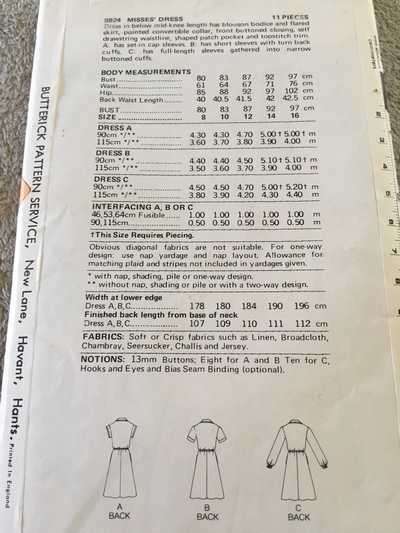 9824 MISSES' DRESS 11 PIECES
Dress in below mid-knee length has blouson bodice and flared
skirt, pointed convertible collar, front buttoned closing, self
drawstring waistline, shaped patch pocket and topstitch trim.
A: has set-in cap sleeves. B: has short sleeves with turn back
cuffs. C: has full length sleeves gathered into narrow
buttoned cuffs.
BODY MEASUREMENTS
Bust 80 83 87 92 97 cm
Waist 61 64 67 71 76 cm
Hip 85 88 92 97 102 cm
Back Waist Length 40 40.5 41.5 42 42.5 cm
BUST 80 83 87 92 97 cm
SIZE 8 10 12 14 16
DRESS A
90cm */** 4.30 4.70 4.70 5.00† 5.00† m
115cm */** 3.60 3.70 3.80 3.90 4.00 m
DRESS B
90cm */** 4.40 4.40 4.50 5.10† 5.10† m
115cm */** 3.50 3.60 3.70 3.90 4.00 m
DRESS C
90cm */** 4.50 4.50 4.70 5.00† 5.20† m
115cm */** 3.80 3.90 4.20 4.30 4.40 m
INTERFACING A, B OR C
46,53,64cm Fusible 1.00 1.00 1.00 1.00 1.00 m
90,115cm 0.50 0.50 0.50 0.50 0.50 m
†This Size Requires Piecing.
Obvious diagonal fabrics are not suitable. For one-way
design: use nap yardage and nap layout. Allowance for
matching plaid and stripes not included in yardages given.
* with nap, shading, pile or one-way design.
** without nap, shading or pile or with a two-way design.
Width at lower edge
Dress A,B,C 178 180 184 190 196 cm
Finished back length from base of neck
Dress A,B,C 107 109 110 111 112 cm
FABRICS: Soft or Crisp fabrics such as Linen, Broadcloth,
Chambray, Seersucker, Challis and Jersey.
NOTIONS: 13mm Buttons; Eight for A and B Ten for C,
Hooks and Eyes and Bias Seam Binding (optional).
A
BACK
B
BACK
C
BACK
BUTTERICK PATTERN SERVICE, New Lane, Havant, Hants. Printed in England